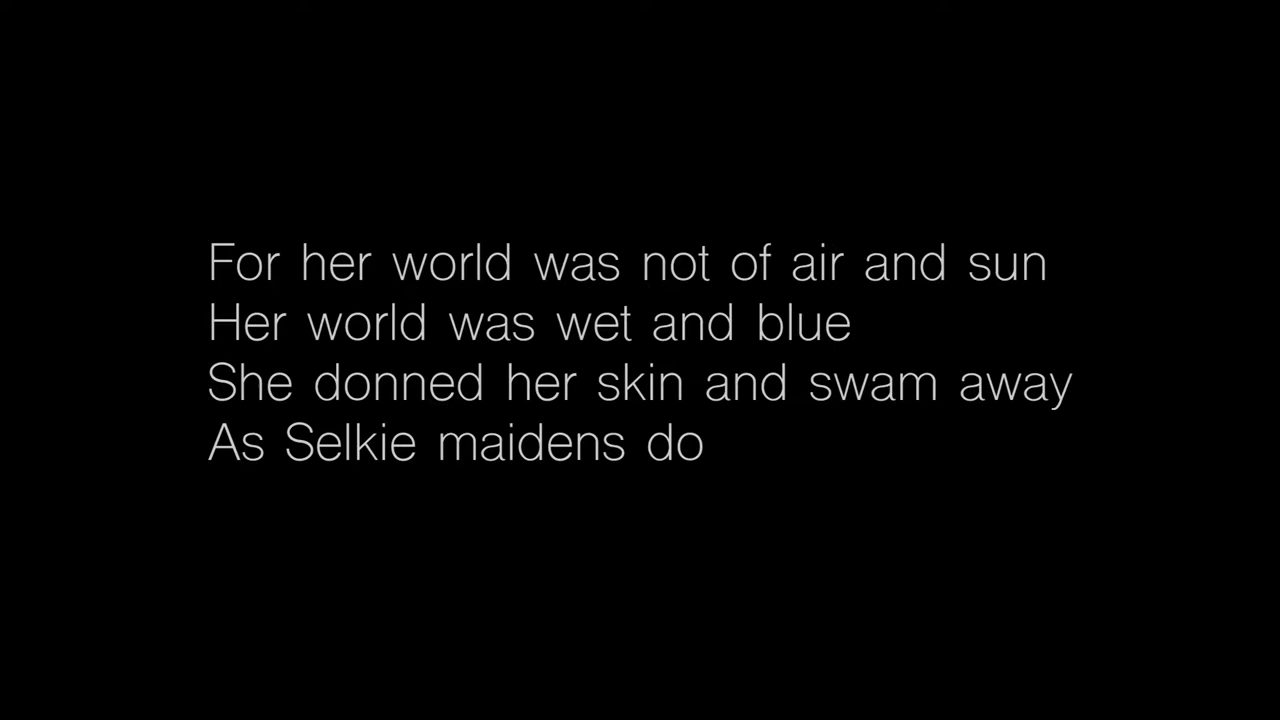 For her world was not of air and sun
Her world was wet and blue
She donned her skin and swam away
As Selkie maidens do